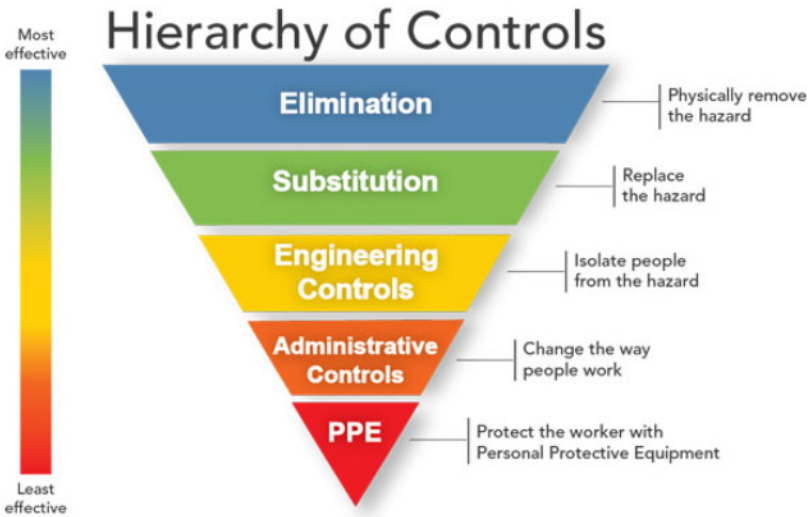 Hierarchy of Controls
Most
effective
Elimination
Physically remove
the hazard
Substitution
Replace
the hazard
Engineering
Controls
Isolate people
from the hazard
Administrative
Controls
Change the way
people work
PPE
Protect the worker with
Personal Protective Equipment
Least
effective